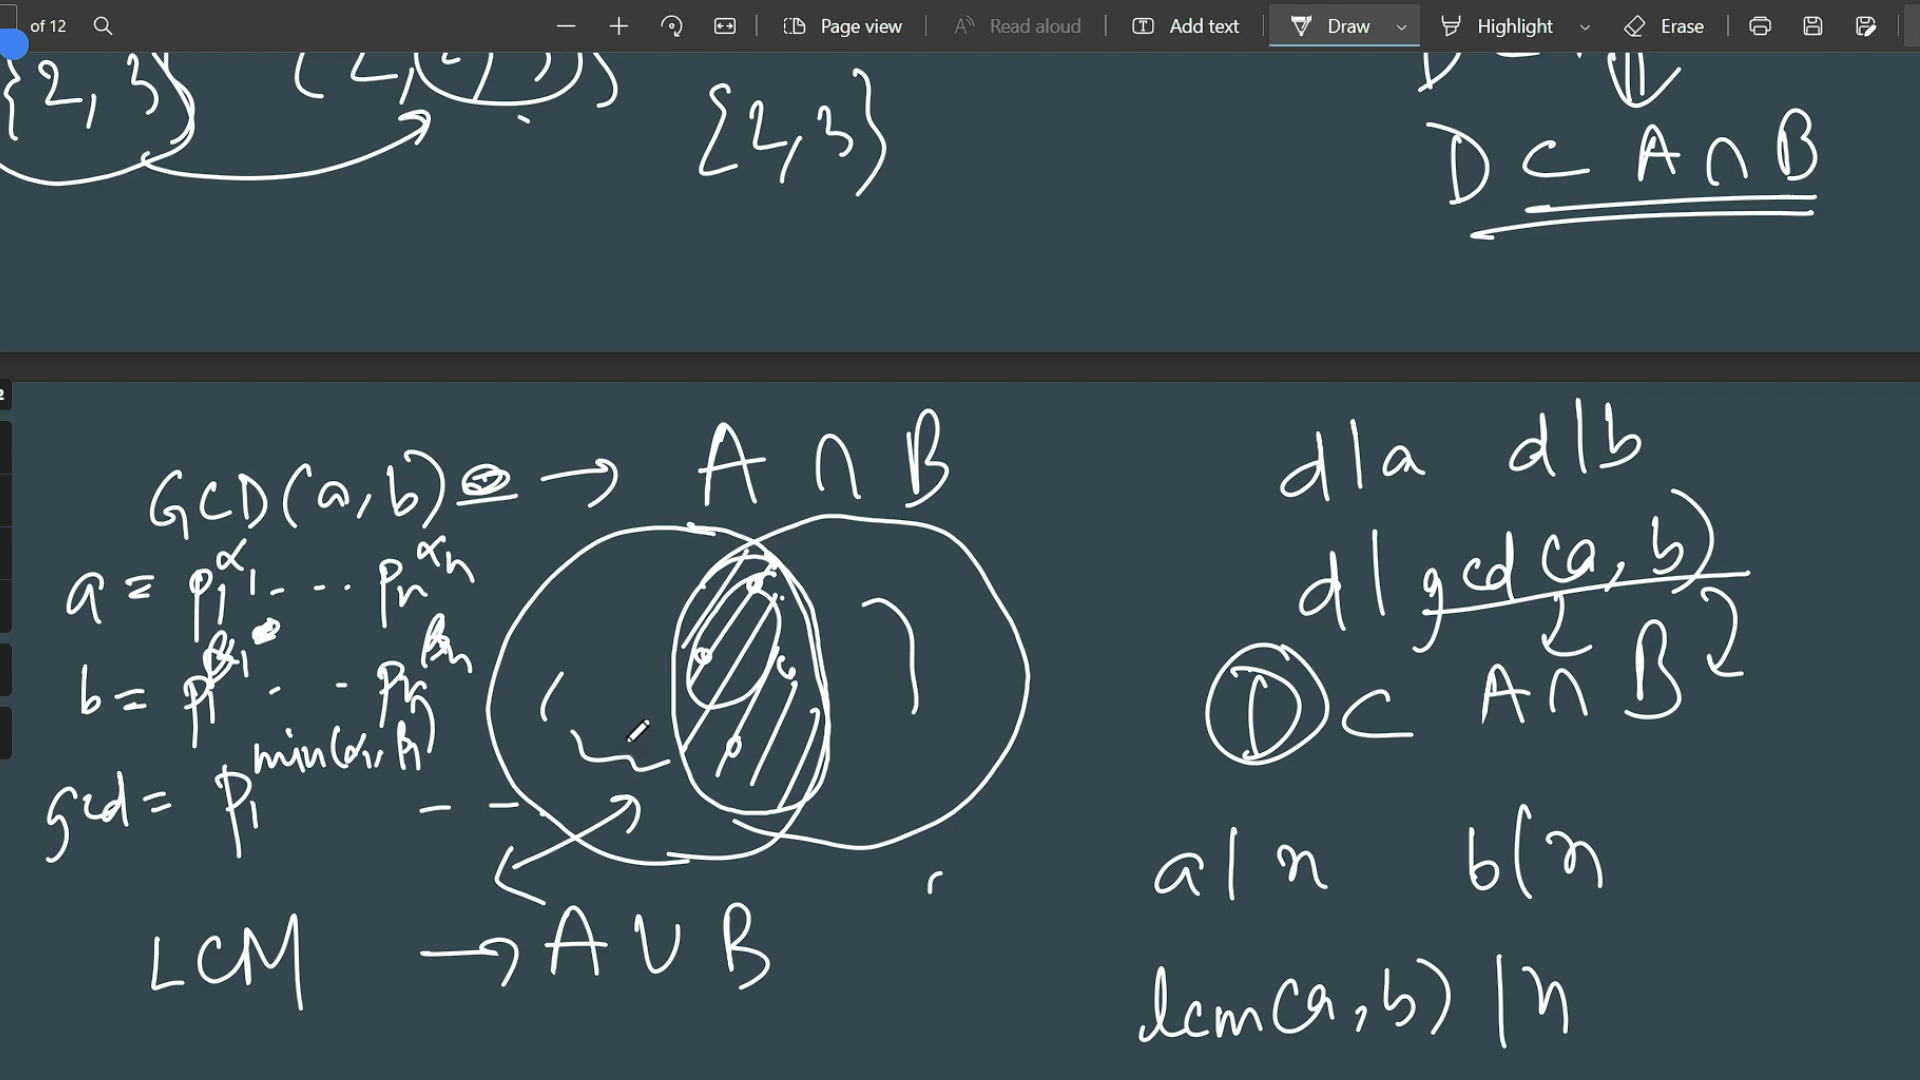 of 12 Page view Read aloud Add text Draw Highlight Erase
{2, 3} {2, 3}
D ⊂ A ∩ B
GCD(a, b) → A ∩ B
a = p₁^α₁ - - -- pₙ^αₙ
b = p₁^β₁ - - pₙ^βₙ
gcd = p₁^min(α₁, β₁) - -
LCM → A ∪ B
d|a d|b
d| gcd(a, b)
D ⊂ A ∩ B
a | n b | n
lcm(a, b) | n